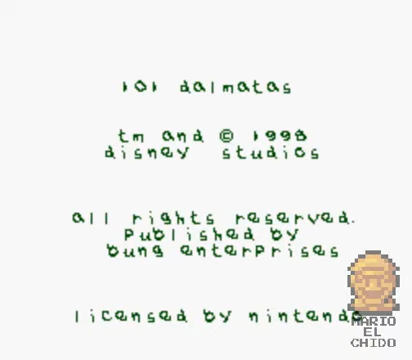 101 dalmatas
tm and © 1998
disney studios
all rights reserved.
Published by
bung enterprises
licensed by nintendo
MARIO
EL
CHIDO